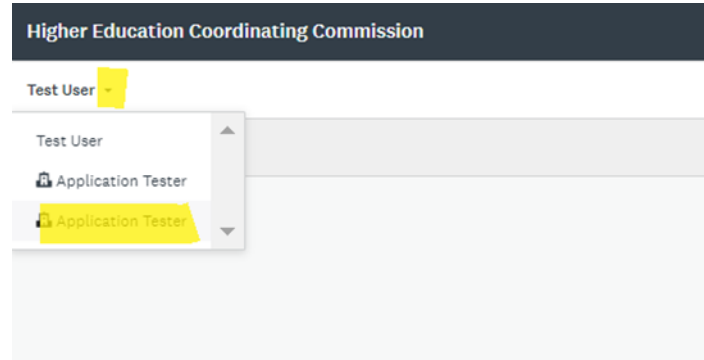 Higher Education Coordinating Commission
Test User
Test User
Application Tester
Application Tester